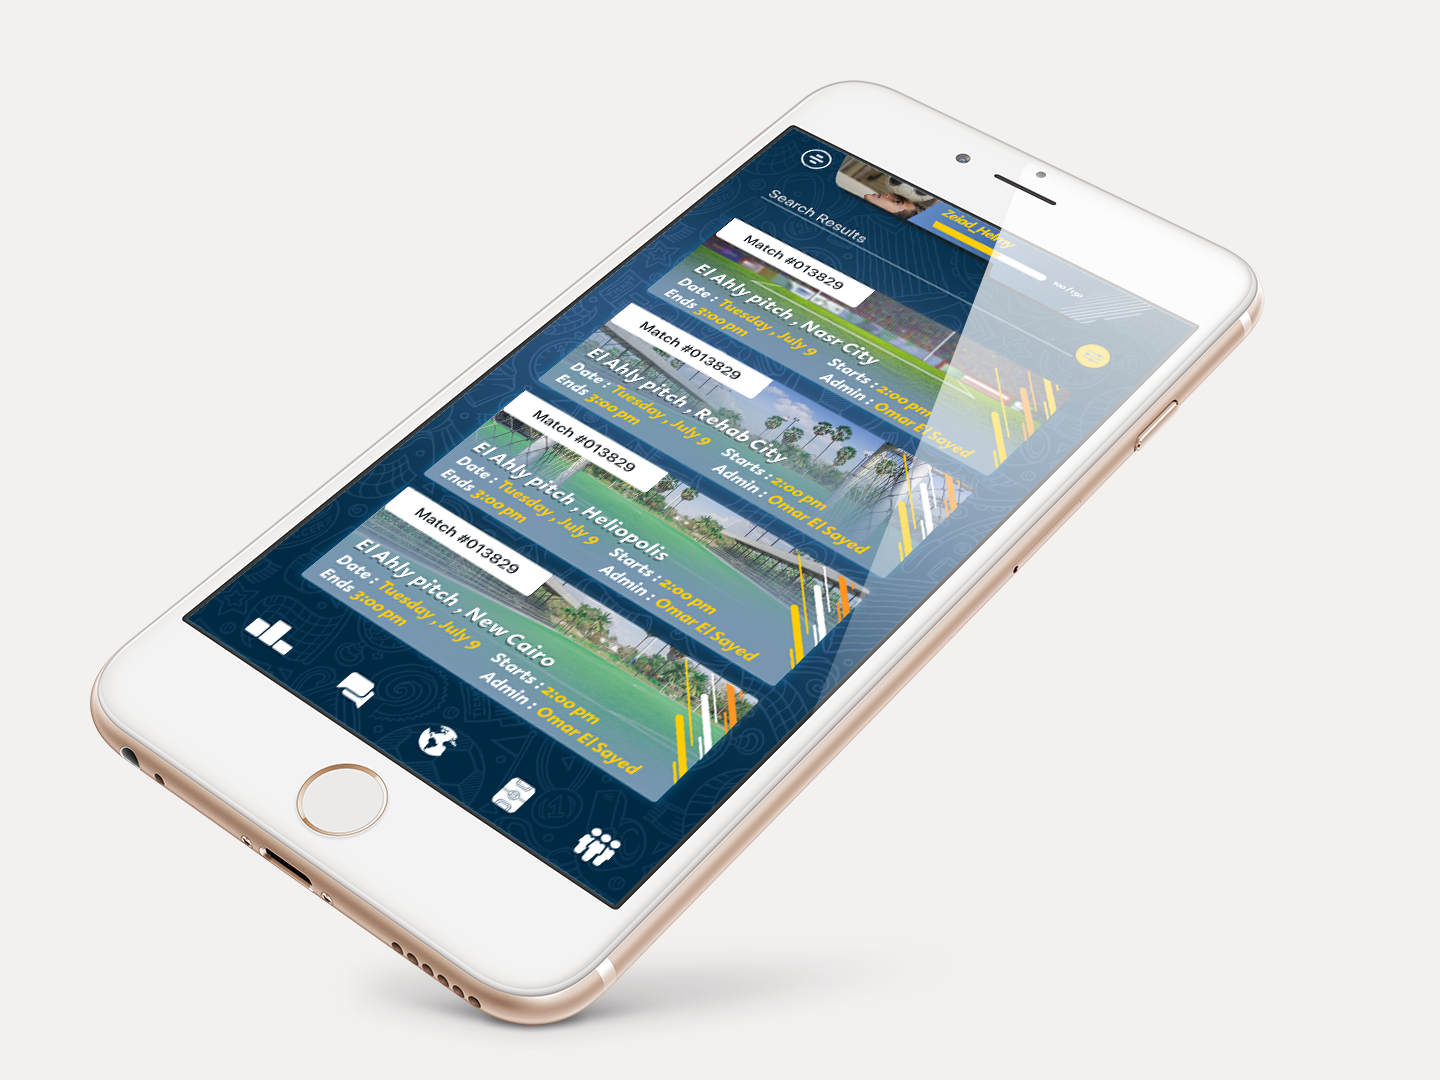 Zeiad_Helmy
100 / 150
Search Results
Match #013829
El Ahly pitch , Nasr City
Date : Tuesday , July 9
Starts : 2:00 pm
Ends 3:00 pm
Admin : Omar El Sayed
Match #013829
El Ahly pitch , Rehab City
Date : Tuesday , July 9
Starts : 2:00 pm
Ends 3:00 pm
Admin : Omar El Sayed
Match #013829
El Ahly pitch , Heliopolis
Date : Tuesday , July 9
Starts : 2:00 pm
Ends 3:00 pm
Admin : Omar El Sayed
Match #013829
El Ahly pitch , New Cairo
Date : Tuesday , July 9
Starts : 2:00 pm
Ends 3:00 pm
Admin : Omar El Sayed